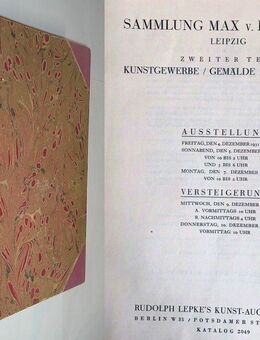 SAMMLUNG MAX v.
LEIPZIG
ZWEITER
KUNSTGEWERBE / GEMÄLDE
AUSSTELLUN
FREITAG, DEN 4. DEZEMBER 1931
SONNABEND, DEN 5. DEZEMBER
VON 10 BIS 2 UHR
UND 3 BIS 6 UHR
MONTAG, DEN 7. DEZEMBER
VON 10 BIS 2 UHR
VERSTEIGERUN
MITTWOCH, DEN 9. DEZEMBER
A. VORMITTAGS 10 UHR
B. NACHMITTAGS 4 UHR
DONNERSTAG, 10. DEZEMBER
VORMITTAG 10 UHR
RUDOLPH LEPKE'S KUNST-AUC
BERLIN W 35 / POTSDAMER ST
KATALOG 2049